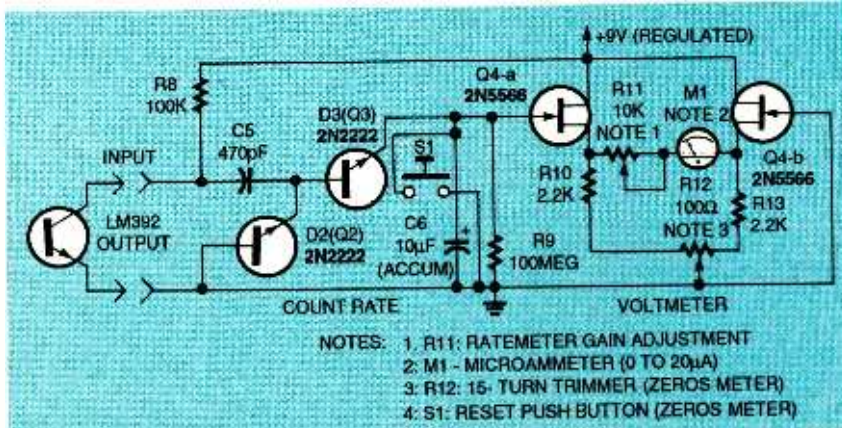 +9V (REGULATED)
R8
100K
Q4-a
2N5566
R11
10K
NOTE 1
M1
NOTE 2
D3(Q3)
2N2222
C5
470pF
S1
INPUT
Q4-b
2N5566
R10
2.2K
R12
100Ω
NOTE 3
R13
2.2K
LM392
OUTPUT
D2(Q2)
2N2222
C6
10µF
(ACCUM)
+
R9
100MEG
COUNT RATE
VOLTMETER
NOTES: 1. R11: RATEMETER GAIN ADJUSTMENT
2: M1 - MICROAMMETER (0 TO 20µA)
3: R12: 15- TURN TRIMMER (ZEROS METER)
4: S1: RESET PUSH BUTTON (ZEROS METER)